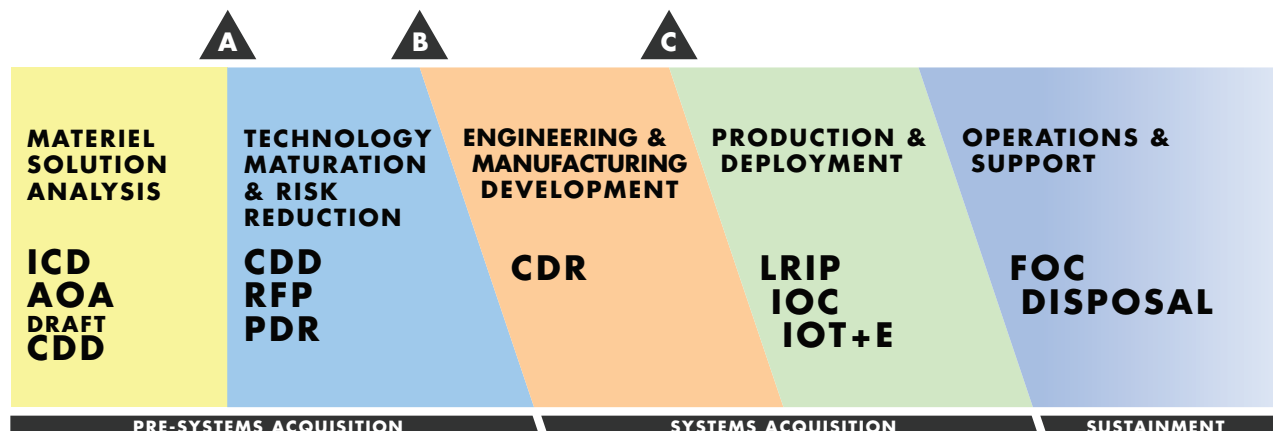 A
B
C
MATERIEL
SOLUTION
ANALYSIS
ICD
AOA
DRAFT
CDD
TECHNOLOGY
MATURATION
& RISK
REDUCTION
CDD
RFP
PDR
ENGINEERING &
MANUFACTURING
DEVELOPMENT
CDR
PRODUCTION &
DEPLOYMENT
LRIP
IOC
IOT+E
OPERATIONS &
SUPPORT
FOC
DISPOSAL
PRE-SYSTEMS ACQUISITION
SYSTEMS ACQUISITION
SUSTAINMENT